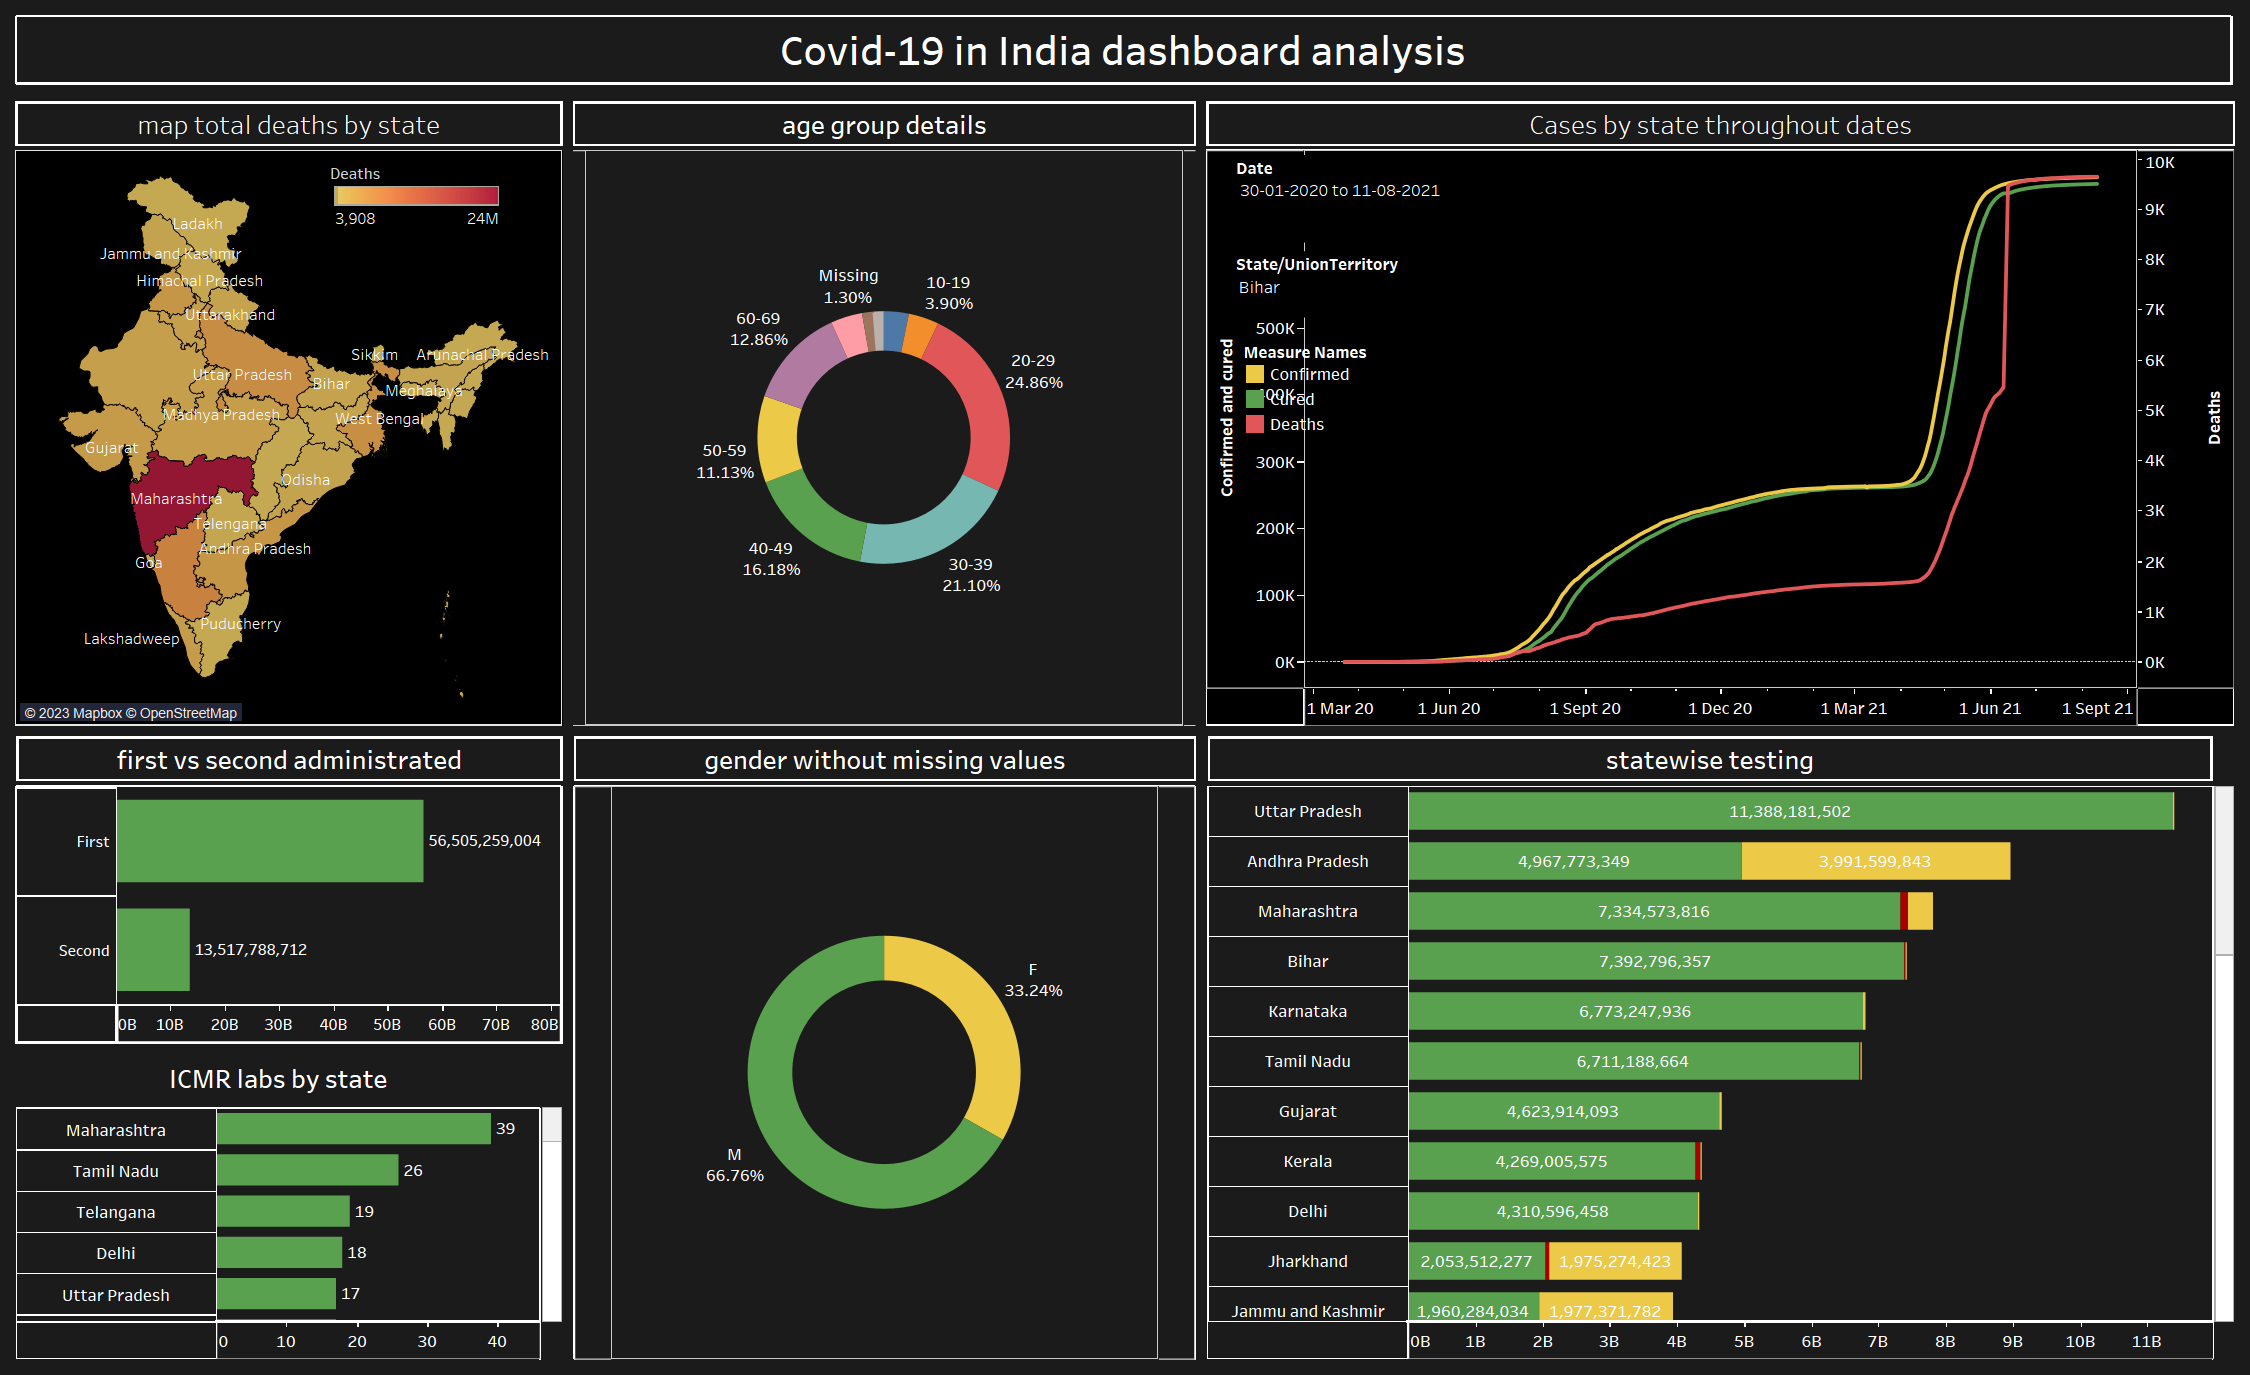 Covid-19 in India dashboard analysis
map total deaths by state
Deaths
3,908 24M
Ladakh
Jammu and Kashmir
Himachal Pradesh
Uttarakhand
Sikkim
Arunachal Pradesh
Uttar Pradesh
Bihar
Meghalaya
Madhya Pradesh
West Bengal
Gujarat
Odisha
Maharashtra
Telengana
Andhra Pradesh
Goa
Puducherry
Lakshadweep
© 2023 Mapbox © OpenStreetMap
age group details
Missing
1.30%
10-19
3.90%
60-69
12.86%
20-29
24.86%
50-59
11.13%
40-49
16.18%
30-39
21.10%
Cases by state throughout dates
Date
30-01-2020 to 11-08-2021
State/UnionTerritory
Bihar
Measure Names
Confirmed
Cured
Deaths
Confirmed and cured
500K
300K
200K
100K
0K
10K
9K
8K
7K
6K
5K
4K
3K
2K
1K
0K
Deaths
1 Mar 20 1 Jun 20 1 Sept 20 1 Dec 20 1 Mar 21 1 Jun 21 1 Sept 21
first vs second administrated
First 56,505,259,004
Second 13,517,788,712
0B 10B 20B 30B 40B 50B 60B 70B 80B
ICMR labs by state
Maharashtra 39
Tamil Nadu 26
Telangana 19
Delhi 18
Uttar Pradesh 17
0 10 20 30 40
gender without missing values
F
33.24%
M
66.76%
statewise testing
Uttar Pradesh 11,388,181,502
Andhra Pradesh 4,967,773,349 3,991,599,843
Maharashtra 7,334,573,816
Bihar 7,392,796,357
Karnataka 6,773,247,936
Tamil Nadu 6,711,188,664
Gujarat 4,623,914,093
Kerala 4,269,005,575
Delhi 4,310,596,458
Jharkhand 2,053,512,277 1,975,274,423
Jammu and Kashmir 1,960,284,034 1,977,371,782
0B 1B 2B 3B 4B 5B 6B 7B 8B 9B 10B 11B